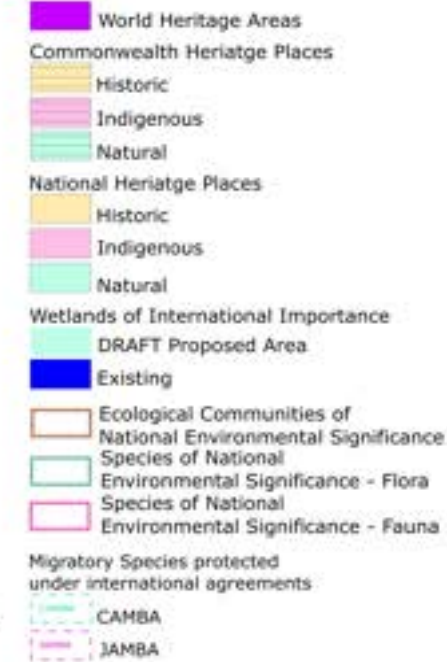 World Heritage Areas
Commonwealth Heriatge Places
Historic
Indigenous
Natural
National Heriatge Places
Historic
Indigenous
Natural
Wetlands of International Importance
DRAFT Proposed Area
Existing
Ecological Communities of
National Environmental Significance
Species of National
Environmental Significance - Flora
Species of National
Environmental Significance - Fauna
Migratory Species protected
under international agreements
CAMBA
JAMBA